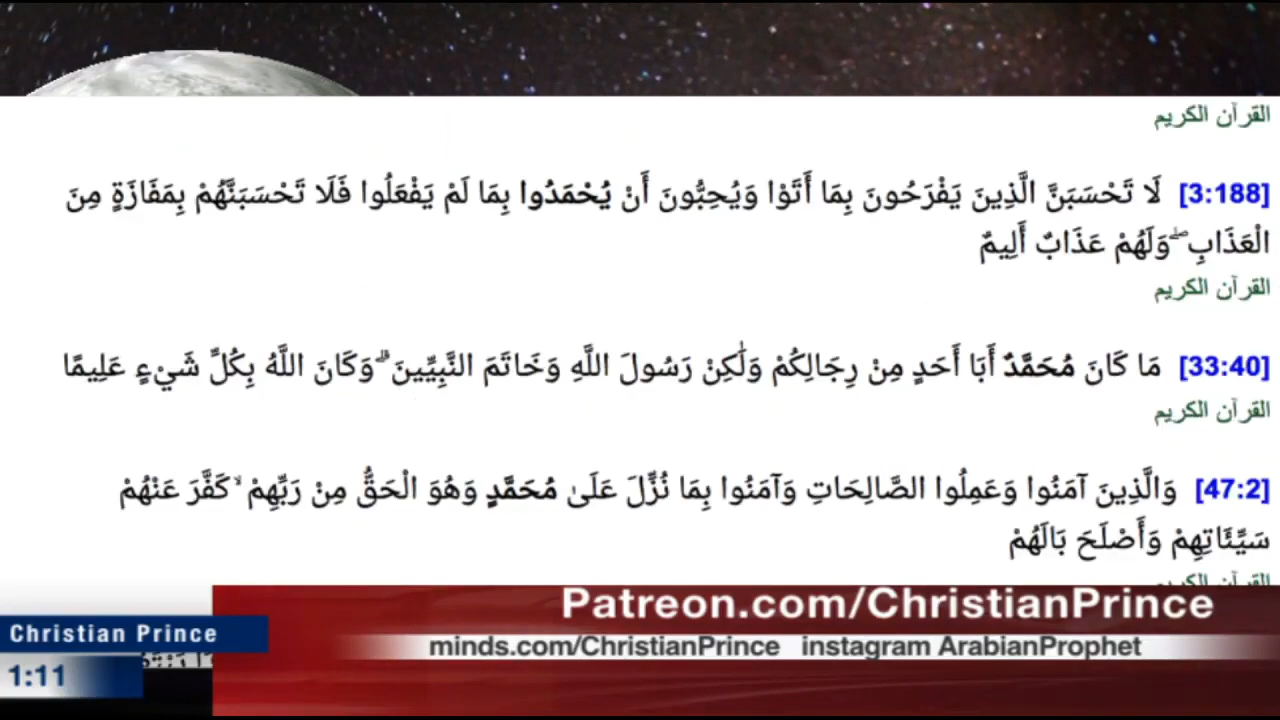 القرآن الكريم
[3:188] لَا تَحْسَبَنَّ الَّذِينَ يَفْرَحُونَ بِمَا أَتَوْا وَيُحِبُّونَ أَنْ يُحْمَدُوا بِمَا لَمْ يَفْعَلُوا فَلَا تَحْسَبَنَّهُمْ بِمَفَازَةٍ مِنَ
الْعَذَابِ ۖ وَلَهُمْ عَذَابٌ أَلِيمٌ
القرآن الكريم
[33:40] مَا كَانَ مُحَمَّدٌ أَبَا أَحَدٍ مِنْ رِجَالِكُمْ وَلَٰكِنْ رَسُولَ اللَّهِ وَخَاتَمَ النَّبِيِّينَ ۗ وَكَانَ اللَّهُ بِكُلِّ شَيْءٍ عَلِيمًا
القرآن الكريم
[47:2] وَالَّذِينَ آمَنُوا وَعَمِلُوا الصَّالِحَاتِ وَآمَنُوا بِمَا نُزِّلَ عَلَىٰ مُحَمَّدٍ وَهُوَ الْحَقُّ مِنْ رَبِّهِمْ ۙ كَفَّرَ عَنْهُمْ
سَيِّئَاتِهِمْ وَأَصْلَحَ بَالَهُمْ
القرآن الكريم
Patreon.com/ChristianPrince
Christian Prince
minds.com/ChristianPrince instagram ArabianProphet
1:11